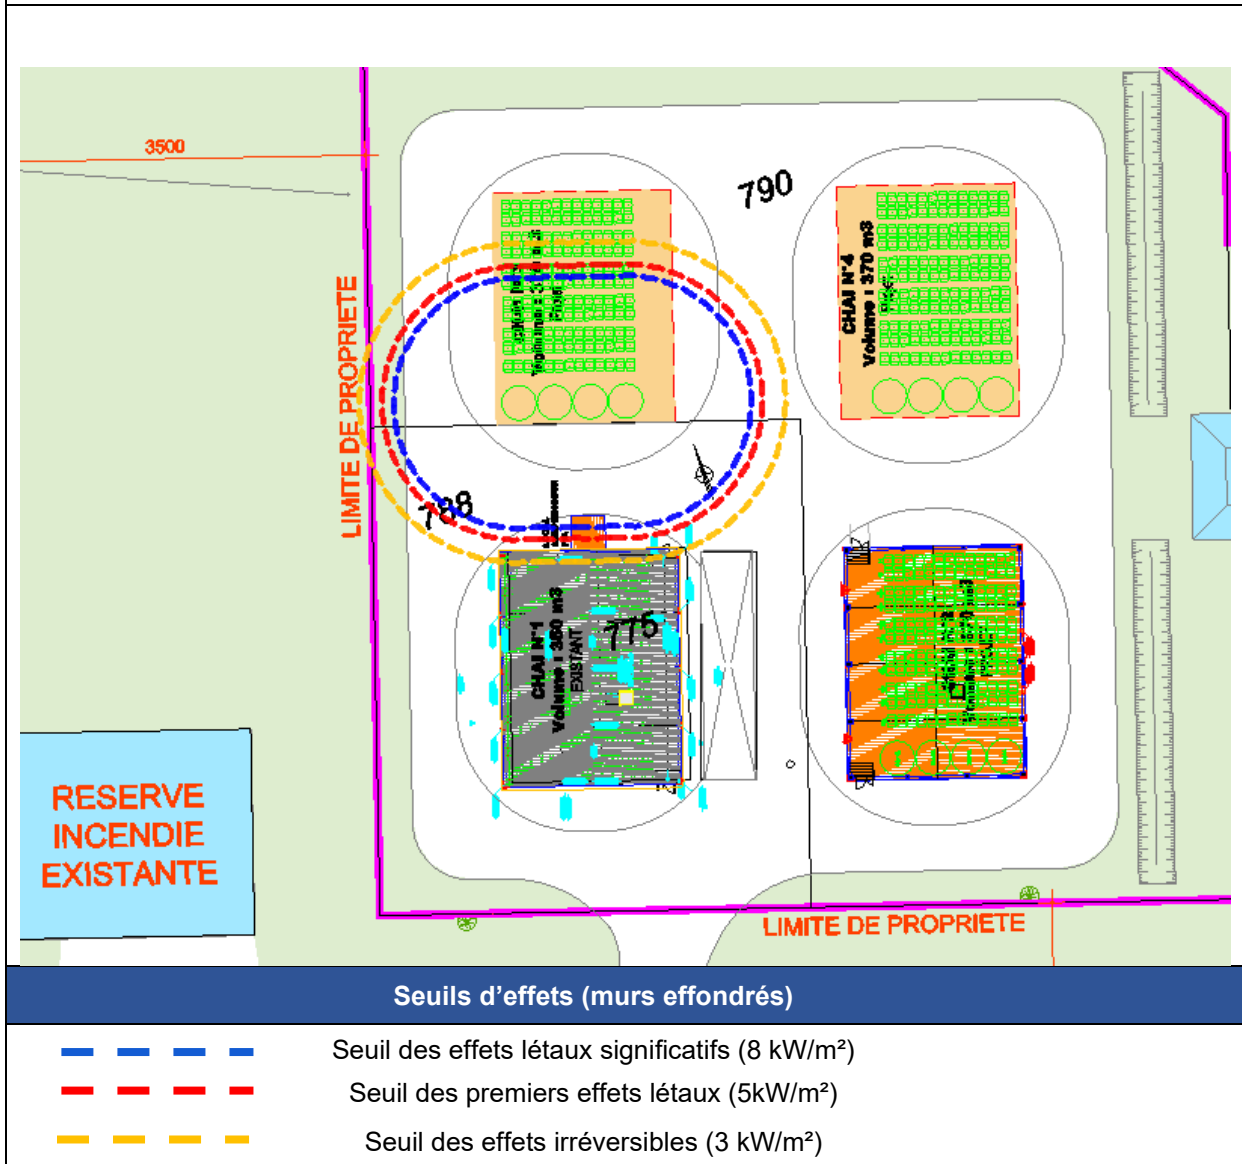 3500
790
LIMITE DE PROPRIETE
CHAI N°4
Volume : 370 m3
788
775
CHAI N°1
Volume : 360 m3
EXISTANT
RESERVE
INCENDIE
EXISTANTE
LIMITE DE PROPRIETE
Seuils d'effets (murs effondrés)
Seuil des effets létaux significatifs (8 kW/m²)
Seuil des premiers effets létaux (5kW/m²)
Seuil des effets irréversibles (3 kW/m²)